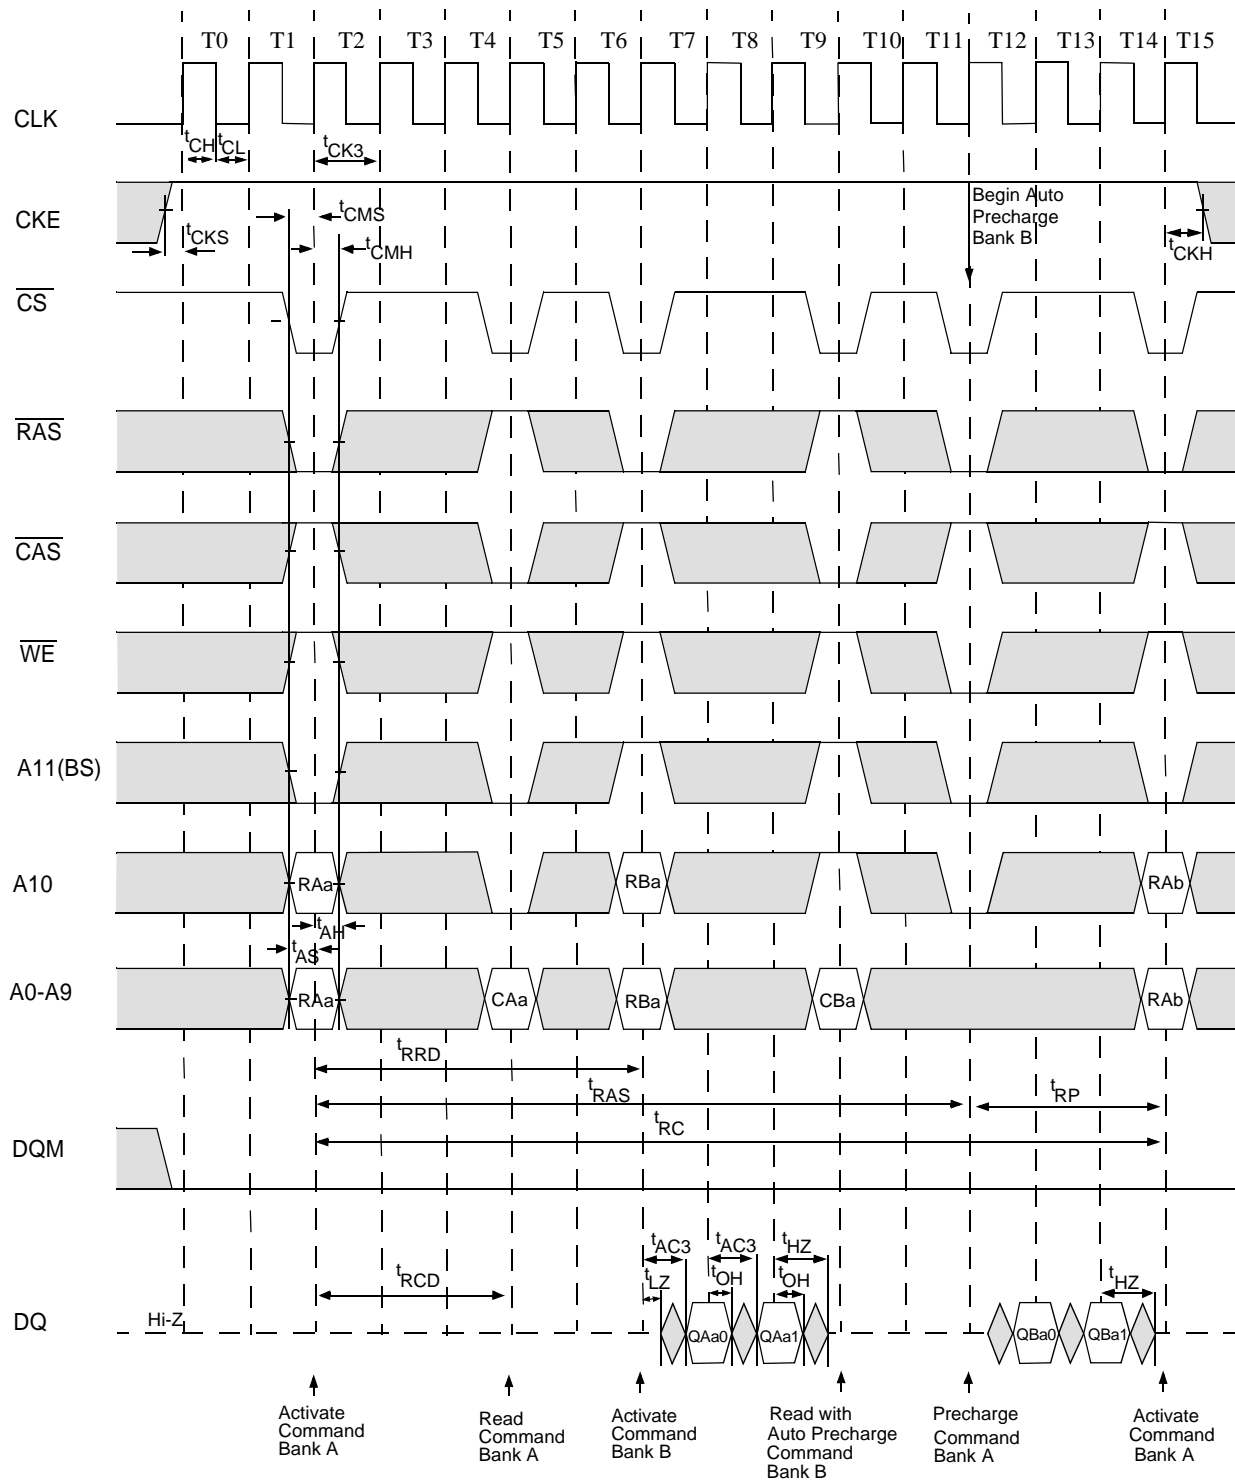 T0 T1 T2 T3 T4 T5 T6 T7 T8 T9 T10 T11 T12 T13 T14 T15
CLK
tCH tCL tCK3
CKE
tCKS
tCMS
tCMH
Begin Auto
Precharge
Bank B
tCKH
CS
RAS
CAS
WE
A11(BS)
A10
RAa RBa RAb
tAH
tAS
A0-A9
RAa CAa RBa CBa RAb
tRRD
tRAS tRP
tRC
DQM
tAC3 tAC3 tHZ
tRCD tLZ tOH tOH tHZ
DQ
Hi-Z
QAa0 QAa1 QBa0 QBa1
Activate
Command
Bank A
Read
Command
Bank A
Activate
Command
Bank B
Read with
Auto Precharge
Command
Bank B
Precharge
Command
Bank A
Activate
Command
Bank A